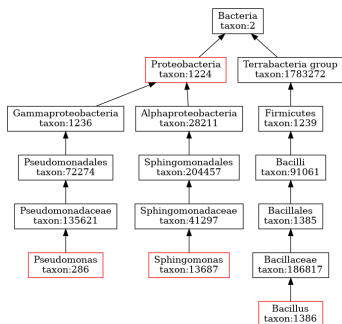 Bacteria
taxon:2
Proteobacteria
taxon:1224
Terrabacteria group
taxon:1783272
Gammaproteobacteria
taxon:1236
Alphaproteobacteria
taxon:28211
Firmicutes
taxon:1239
Pseudomonadales
taxon:72274
Sphingomonadales
taxon:204457
Bacilli
taxon:91061
Pseudomonadaceae
taxon:135621
Sphingomonadaceae
taxon:41297
Bacillales
taxon:1385
Pseudomonas
taxon:286
Sphingomonas
taxon:13687
Bacillaceae
taxon:186817
Bacillus
taxon:1386